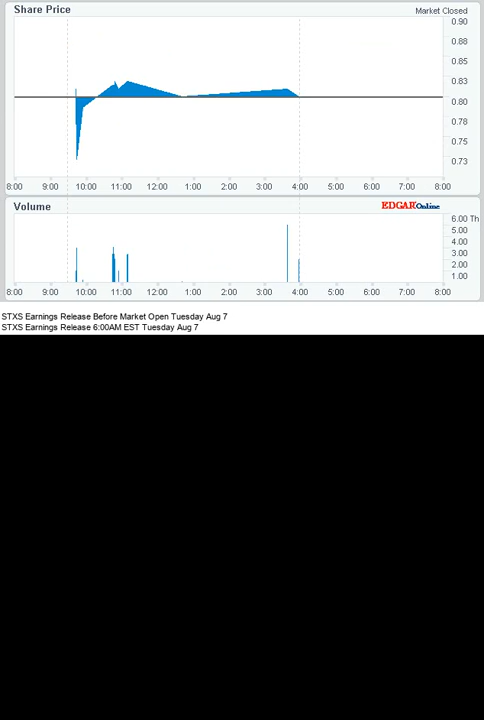 Share Price
Market Closed
0.90
0.88
0.85
0.83
0.80
0.78
0.75
0.73
8:00 9:00 10:00 11:00 12:00 1:00 2:00 3:00 4:00 5:00 6:00 7:00 8:00
Volume
EDGAROnline
6.00 Th
5.00
4.00
3.00
2.00
1.00
8:00 9:00 10:00 11:00 12:00 1:00 2:00 3:00 4:00 5:00 6:00 7:00 8:00
STXS Earnings Release Before Market Open Tuesday Aug 7
STXS Earnings Release 6:00AM EST Tuesday Aug 7